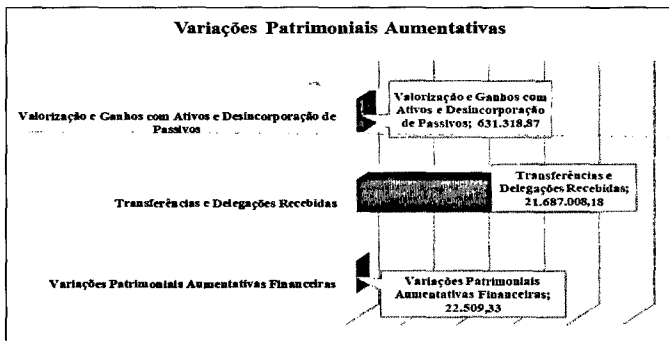 Variações Patrimoniais Aumentativas
Valorização e Ganhos com
Ativos e Desincorporação
de Passivos; 631.318,87
Valorização e Ganhos com Ativos e Desincorporação de
Passivos
Transferências e
Delegações Recebidas;
21.687.008,18
Transferências e Delegações Recebidas
Variações Patrimoniais
Aumentativas Financeiras;
22.509,33
Variações Patrimoniais Aumentativas Financeiras